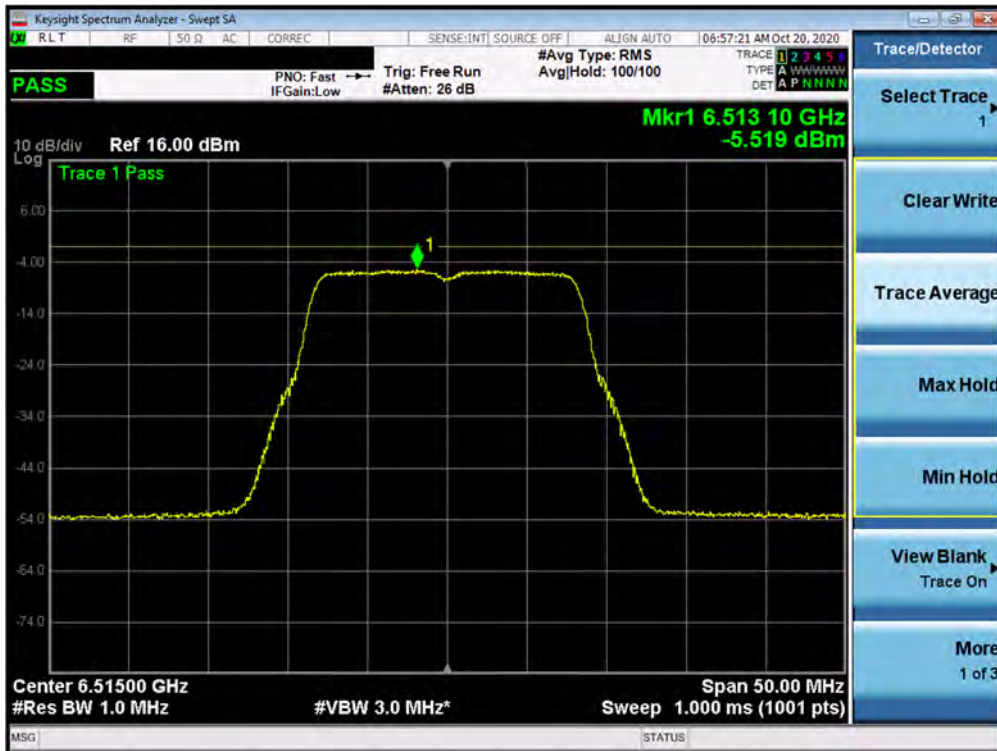 Keysight Spectrum Analyzer - Swept SA
LXI RLT RF 50 Ω AC CORREC SENSE:INT SOURCE OFF ALIGN AUTO 06:57:21 AM Oct 20, 2020
PASS
PNO: Fast
IFGain:Low
Trig: Free Run
#Atten: 26 dB
#Avg Type: RMS
Avg|Hold: 100/100
TRACE 1 2 3 4 5 6
TYPE A WWWWW
DET A P N N N N
Mkr1 6.513 10 GHz
-5.519 dBm
10 dB/div Ref 16.00 dBm
Log
Trace 1 Pass
1
6.00
-4.00
-14.0
-24.0
-34.0
-44.0
-54.0
-64.0
-74.0
Center 6.51500 GHz Span 50.00 MHz
#Res BW 1.0 MHz #VBW 3.0 MHz* Sweep 1.000 ms (1001 pts)
MSG STATUS
Trace/Detector
Select Trace
1
Clear Write
Trace Average
Max Hold
Min Hold
View Blank
Trace On
More
1 of 3